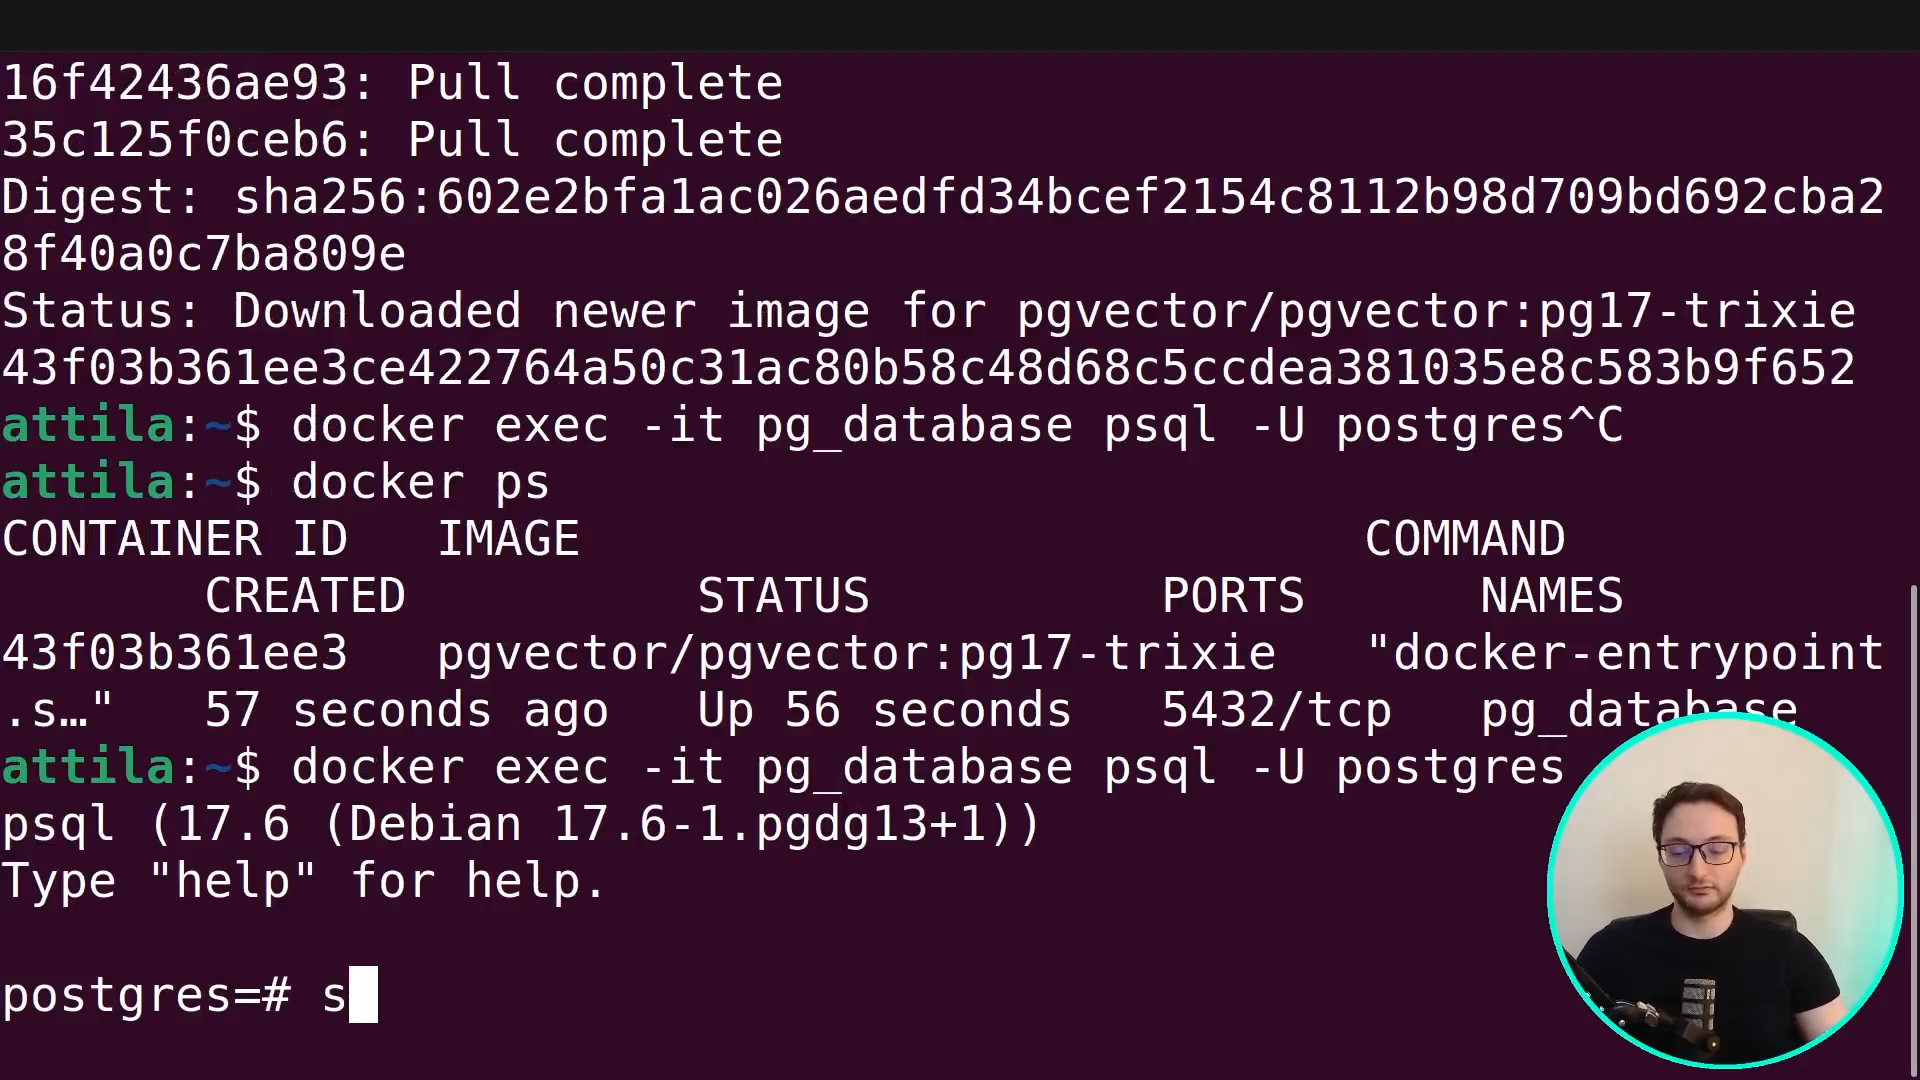 16f42436ae93: Pull complete
35c125f0ceb6: Pull complete
Digest: sha256:602e2bfa1ac026aedfd34bcef2154c8112b98d709bd692cba2
8f40a0c7ba809e
Status: Downloaded newer image for pgvector/pgvector:pg17-trixie
43f03b361ee3ce422764a50c31ac80b58c48d68c5ccdea381035e8c583b9f652
attila:~$ docker exec -it pg_database psql -U postgres^C
attila:~$ docker ps
CONTAINER ID   IMAGE                           COMMAND
       CREATED          STATUS          PORTS      NAMES
43f03b361ee3   pgvector/pgvector:pg17-trixie   "docker-entrypoint
.s…"   57 seconds ago   Up 56 seconds   5432/tcp   pg_database
attila:~$ docker exec -it pg_database psql -U postgres
psql (17.6 (Debian 17.6-1.pgdg13+1))
Type "help" for help.
postgres=# s